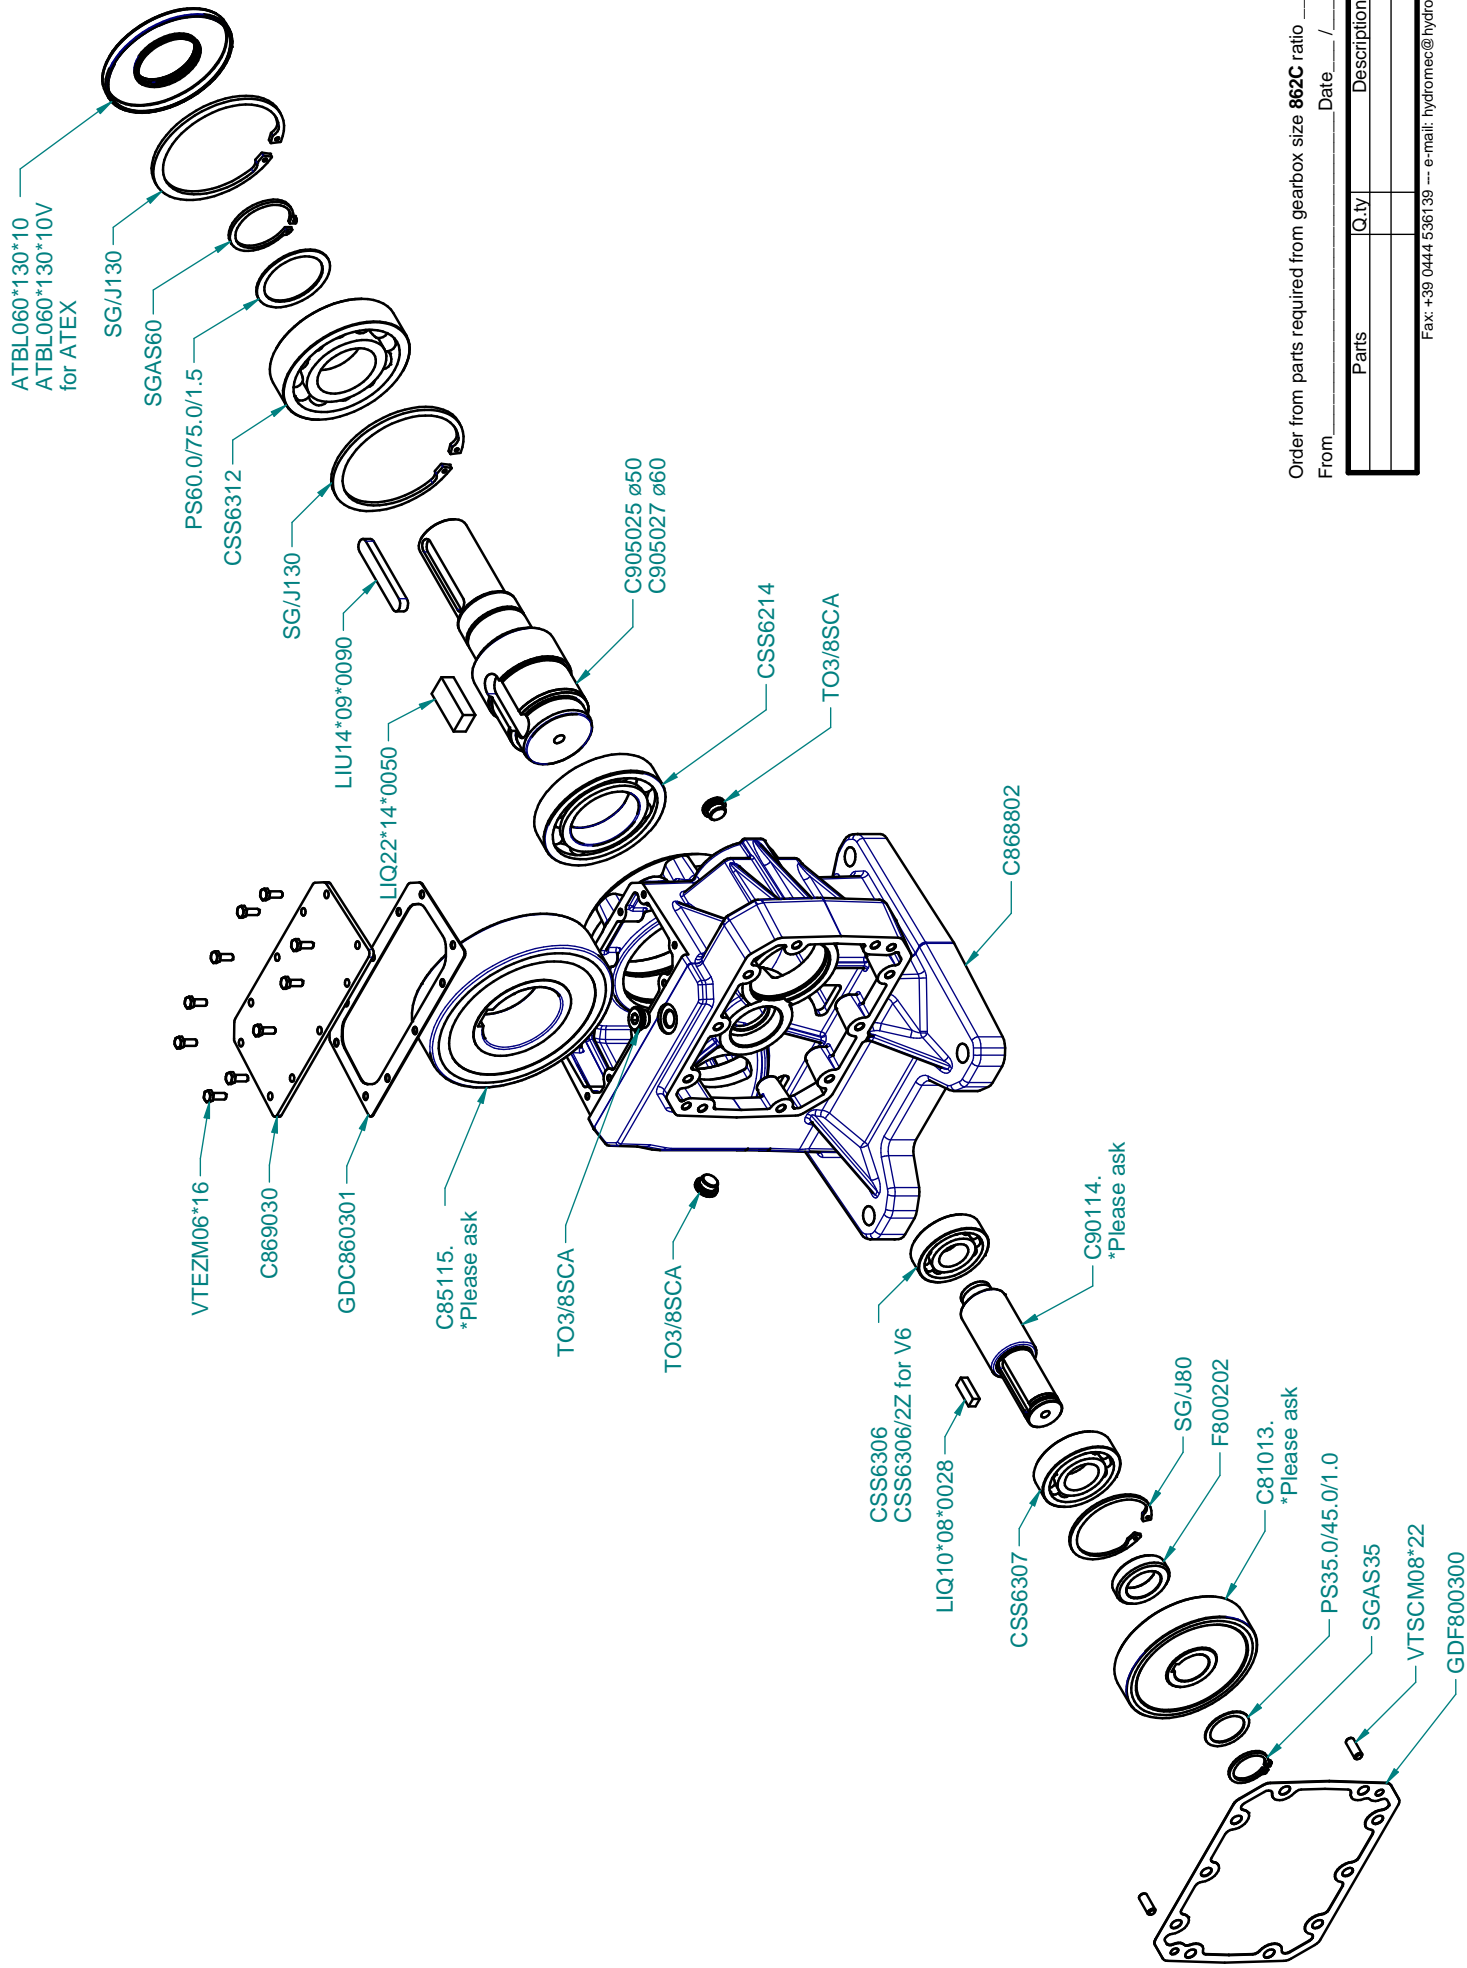 ATBL060*130*10
ATBL060*130*10V
for ATEX
SG/J130
SGAS60
PS60.0/75.0/1.5
CSS6312
SG/J130
LIU14*09*0090
LIQ22*14*0050
C905025 ø50
C905027 ø60
CSS6214
TO3/8SCA
C868802
VTEZM06*16
C869030
GDC860301
C85115.
*Please ask
TO3/8SCA
TO3/8SCA
CSS6306
CSS6306/2Z for V6
C90114.
*Please ask
LIQ10*08*0028
CSS6307
SG/J80
F800202
C81013.
*Please ask
PS35.0/45.0/1.0
SGAS35
VTSCM08*22
GDF800300
Order from parts required from gearbox size 862C ratio
From Date /
Parts Q.ty Description
Fax: +39 0444 536139 --- e-mail: